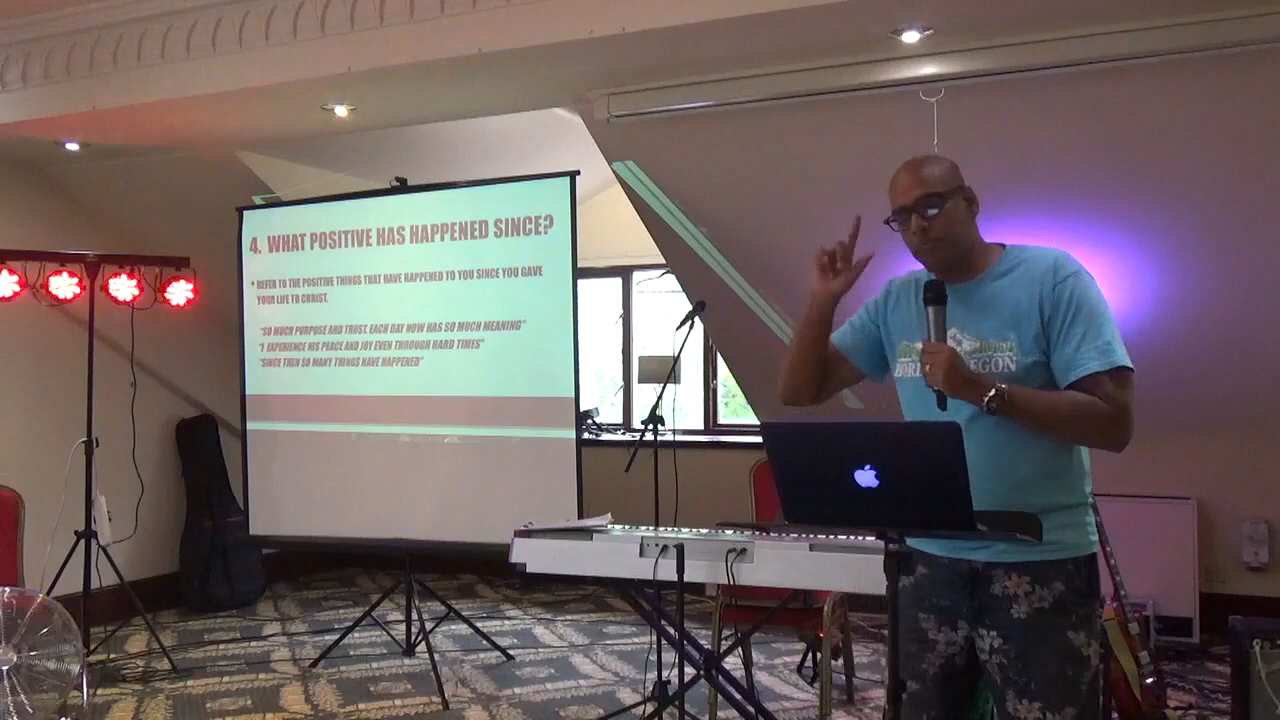 4. WHAT POSITIVE HAS HAPPENED SINCE?
• REFER TO THE POSITIVE THINGS THAT HAVE HAPPENED TO YOU SINCE YOU GAVE
YOUR LIFE TO CHRIST.
"SO MUCH PURPOSE AND TRUST. EACH DAY NOW HAS SO MUCH MEANING"
"I EXPERIENCE HIS PEACE AND JOY EVEN THROUGH HARD TIMES"
"SINCE THEN SO MANY THINGS HAVE HAPPENED"